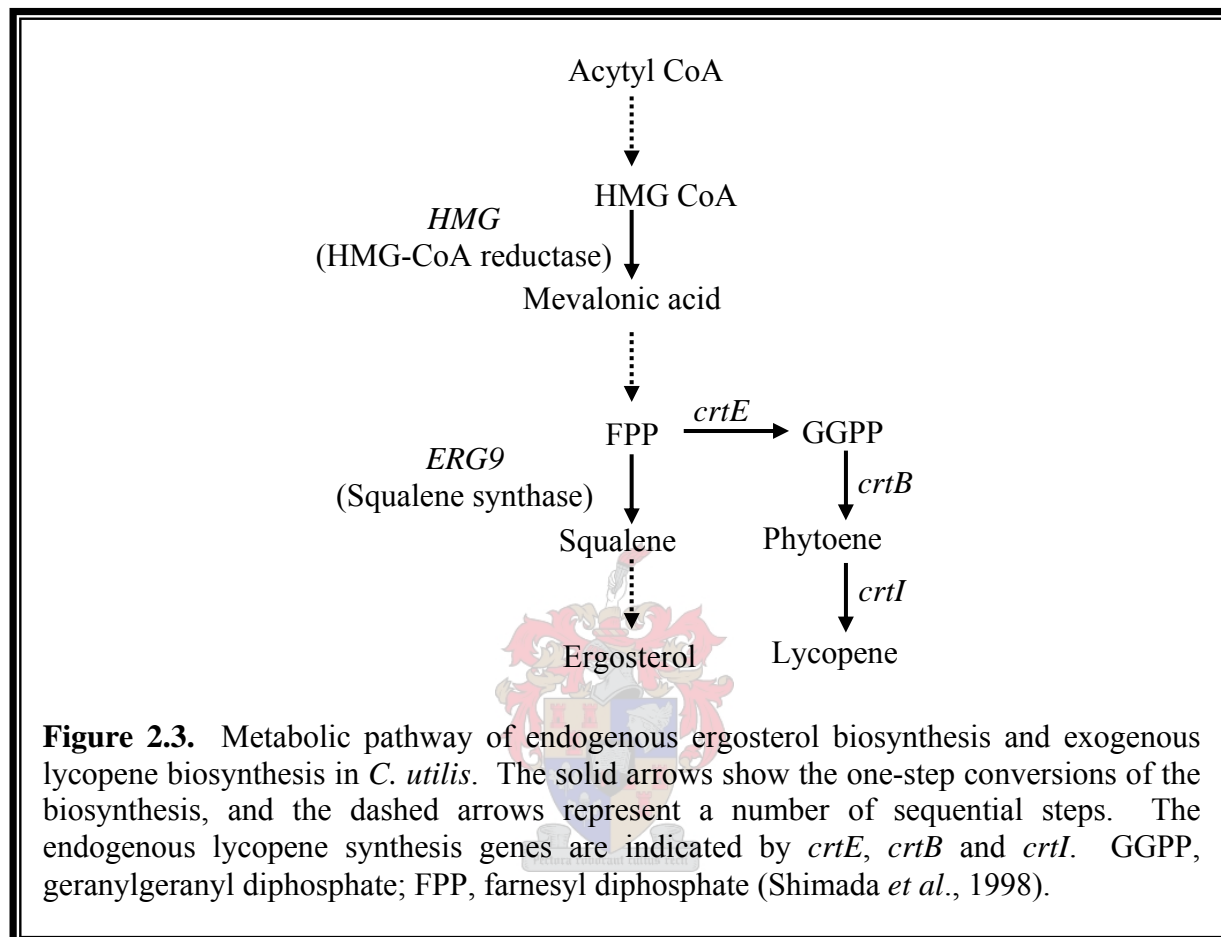 Acytyl CoA
HMG CoA
HMG
(HMG-CoA reductase)
Mevalonic acid
FPP
crtE
GGPP
ERG9
(Squalene synthase)
crtB
Squalene
Phytoene
crtI
Ergosterol
Lycopene
Figure 2.3. Metabolic pathway of endogenous ergosterol biosynthesis and exogenous
lycopene biosynthesis in C. utilis. The solid arrows show the one-step conversions of the
biosynthesis, and the dashed arrows represent a number of sequential steps. The
endogenous lycopene synthesis genes are indicated by crtE, crtB and crtI. GGPP,
geranylgeranyl diphosphate; FPP, farnesyl diphosphate (Shimada et al., 1998).